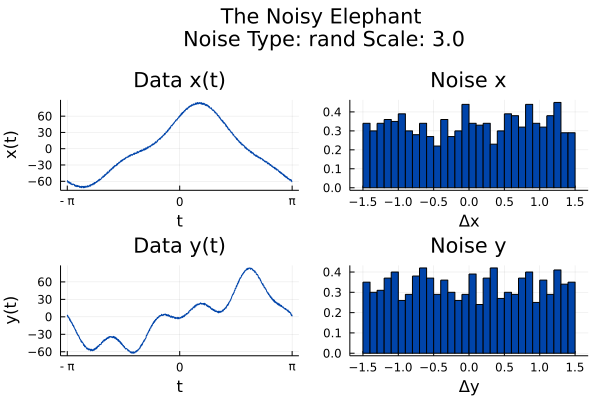 The Noisy Elephant
Noise Type: rand Scale: 3.0
Data x(t)
x(t)
60
30
0
−30
−60
- π
0
π
t
Noise x
0.4
0.3
0.2
0.1
0.0
−1.5
−1.0
−0.5
0.0
0.5
1.0
1.5
Δx
Data y(t)
y(t)
60
30
0
−30
−60
- π
0
π
t
Noise y
0.4
0.3
0.2
0.1
0.0
−1.5
−1.0
−0.5
0.0
0.5
1.0
1.5
Δy